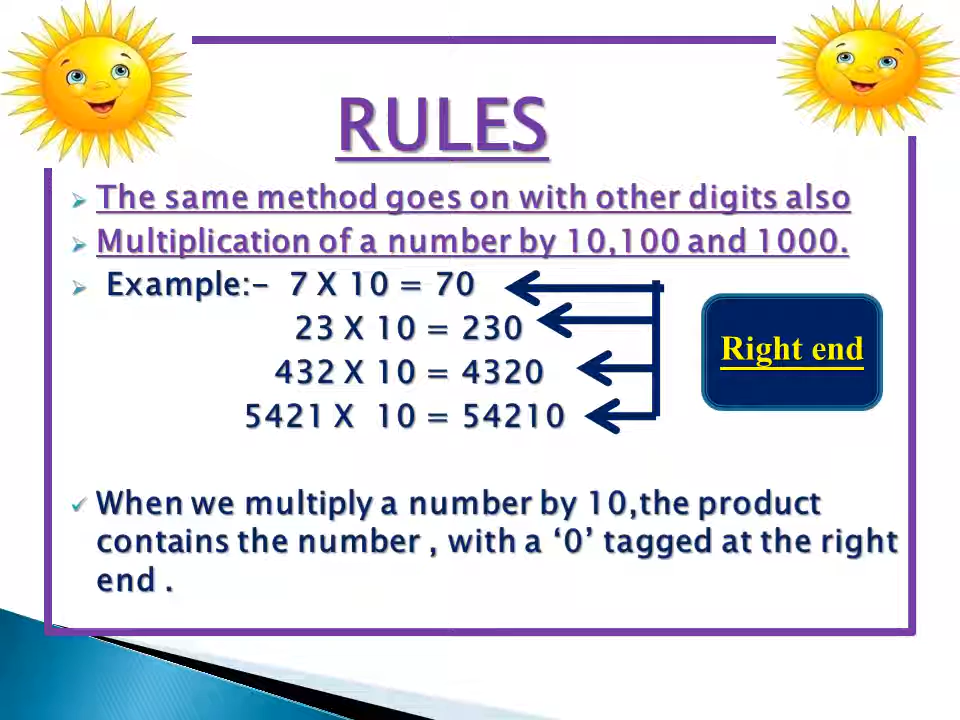 RULES
The same method goes on with other digits also
Multiplication of a number by 10,100 and 1000.
Example:- 7 X 10 = 70
23 X 10 = 230
432 X 10 = 4320
5421 X 10 = 54210
Right end
When we multiply a number by 10,the product
contains the number , with a ‘0’ tagged at the right
end .